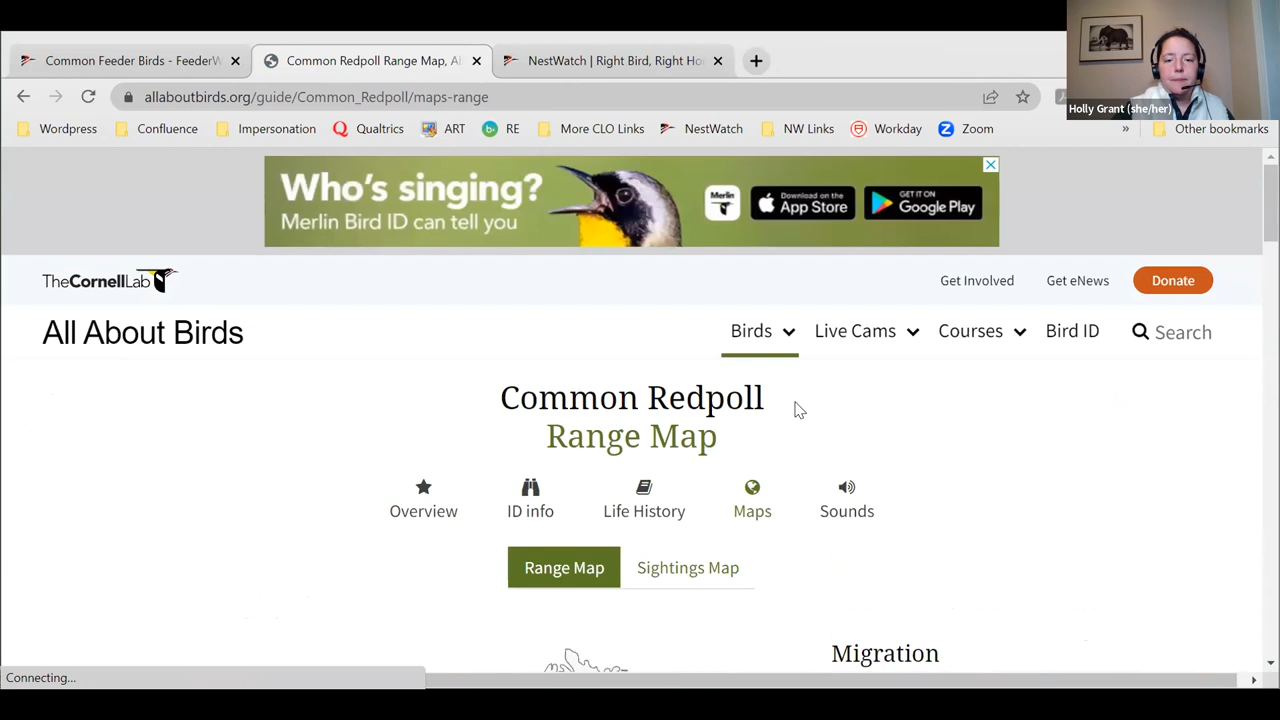 Common Feeder Birds - FeederW
Common Redpoll Range Map, Al
NestWatch | Right Bird, Right Ho
allaboutbirds.org/guide/Common_Redpoll/maps-range
Holly Grant (she/her)
Wordpress
Confluence
Impersonation
Qualtrics
ART
RE
More CLO Links
NestWatch
NW Links
Workday
Zoom
»
Other bookmarks
Who's singing?
Merlin Bird ID can tell you
Merlin
Download on the
App Store
GET IT ON
Google Play
TheCornellLab
Get Involved
Get eNews
Donate
All About Birds
Birds
Live Cams
Courses
Bird ID
Search
Common Redpoll
Range Map
Overview
ID info
Life History
Maps
Sounds
Range Map
Sightings Map
Migration
Connecting...